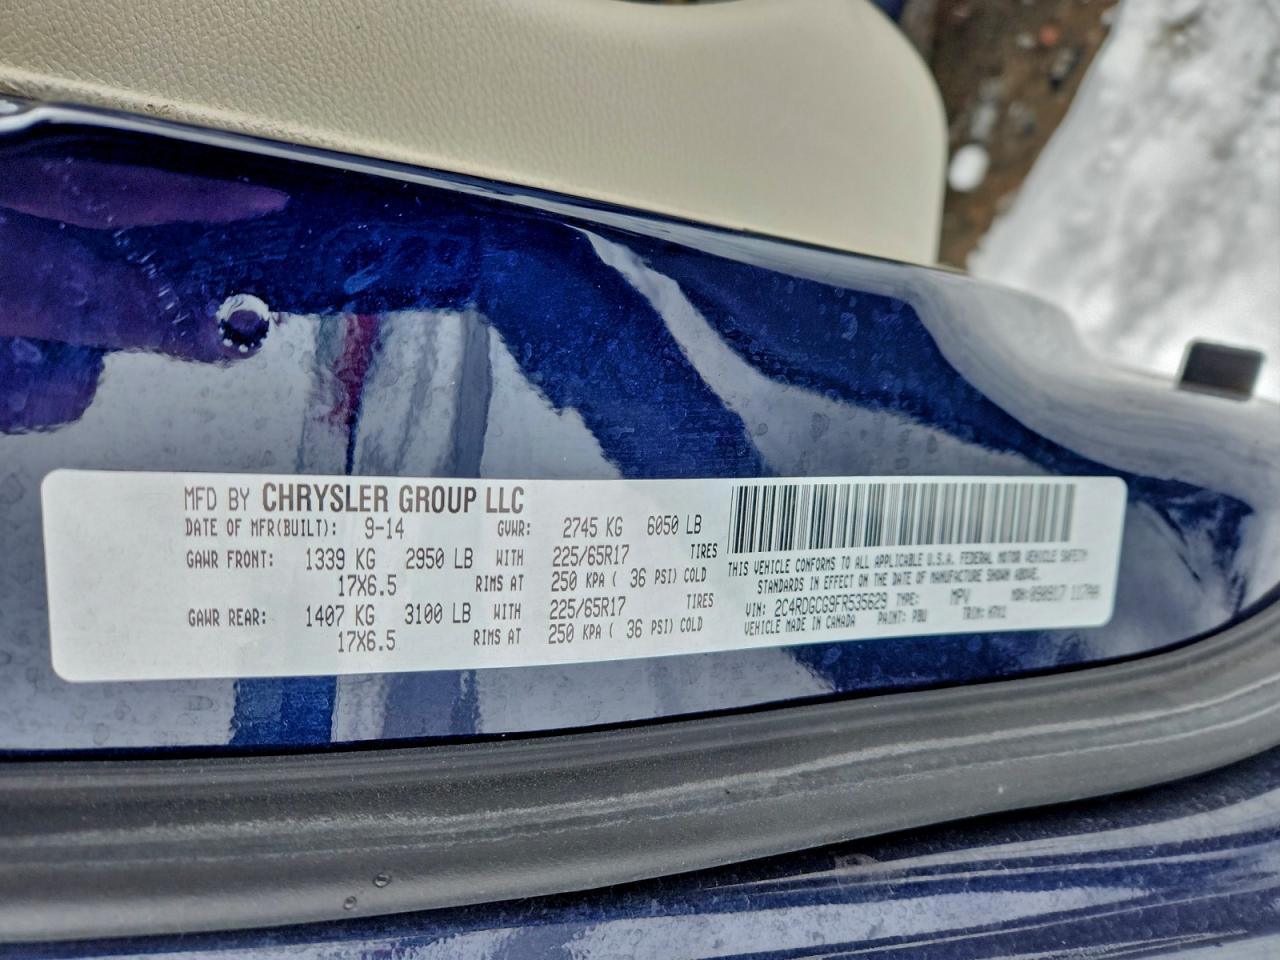 MFD BY CHRYSLER GROUP LLC
DATE OF MFR(BUILT): 9-14 GVWR: 2745 KG 6050 LB
GAWR FRONT: 1339 KG 2950 LB WITH 225/65R17 TIRES
17X6.5 RIMS AT 250 KPA ( 36 PSI) COLD
GAWR REAR: 1407 KG 3100 LB WITH 225/65R17 TIRES
17X6.5 RIMS AT 250 KPA ( 36 PSI) COLD
THIS VEHICLE CONFORMS TO ALL APPLICABLE U.S.A. FEDERAL MOTOR VEHICLE SAFETY
STANDARDS IN EFFECT ON THE DATE OF MANUFACTURE SHOWN ABOVE.
VIN: 2C4RDGCG9FR535629 TYPE: MPV MDH:
VEHICLE MADE IN CANADA PAINT: PBU TRIM: